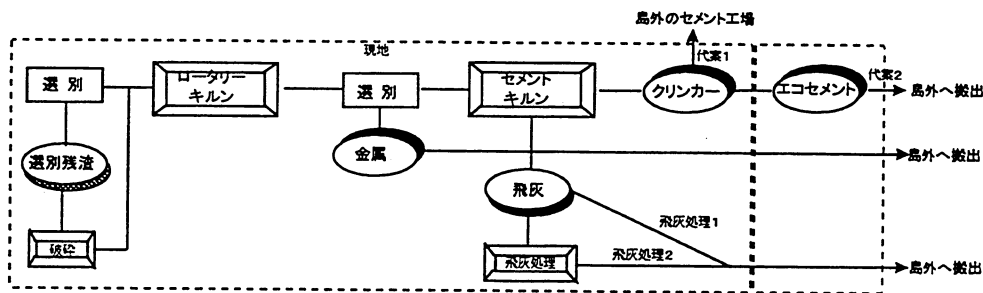 島外のセメント工場
現地
代案1
選 別
ロータリー
キルン
選 別
セメント
キルン
クリンカー
エコセメント
代案2
島外へ搬出
選別残渣
金属
島外へ搬出
飛灰
飛灰処理1
破砕
飛灰処理
飛灰処理2
島外へ搬出